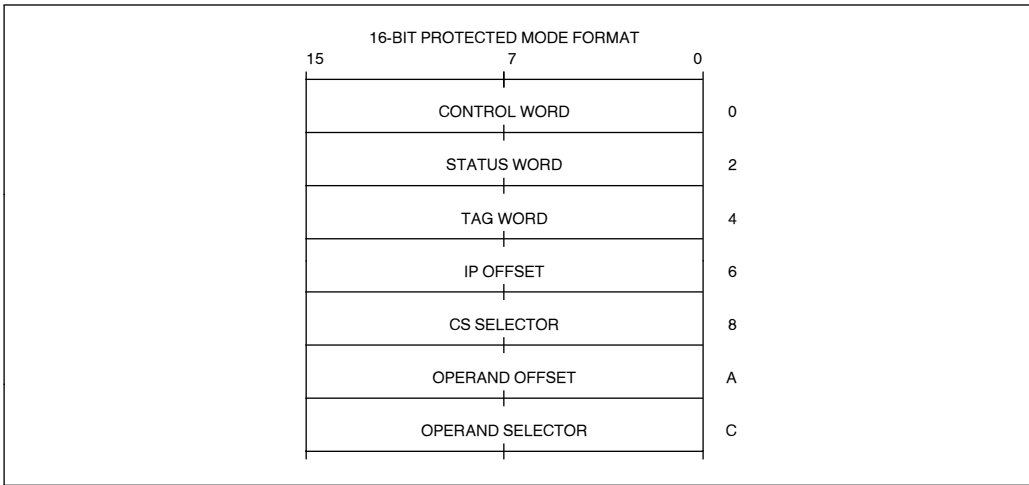 16-BIT PROTECTED MODE FORMAT
15 7 0
CONTROL WORD 0
STATUS WORD 2
TAG WORD 4
IP OFFSET 6
CS SELECTOR 8
OPERAND OFFSET A
OPERAND SELECTOR C